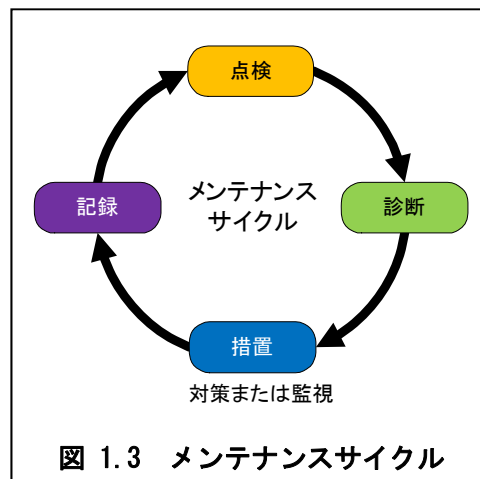 点検
記録
メンテナンス
サイクル
診断
措置
対策または監視
図 1.3 メンテナンスサイクル